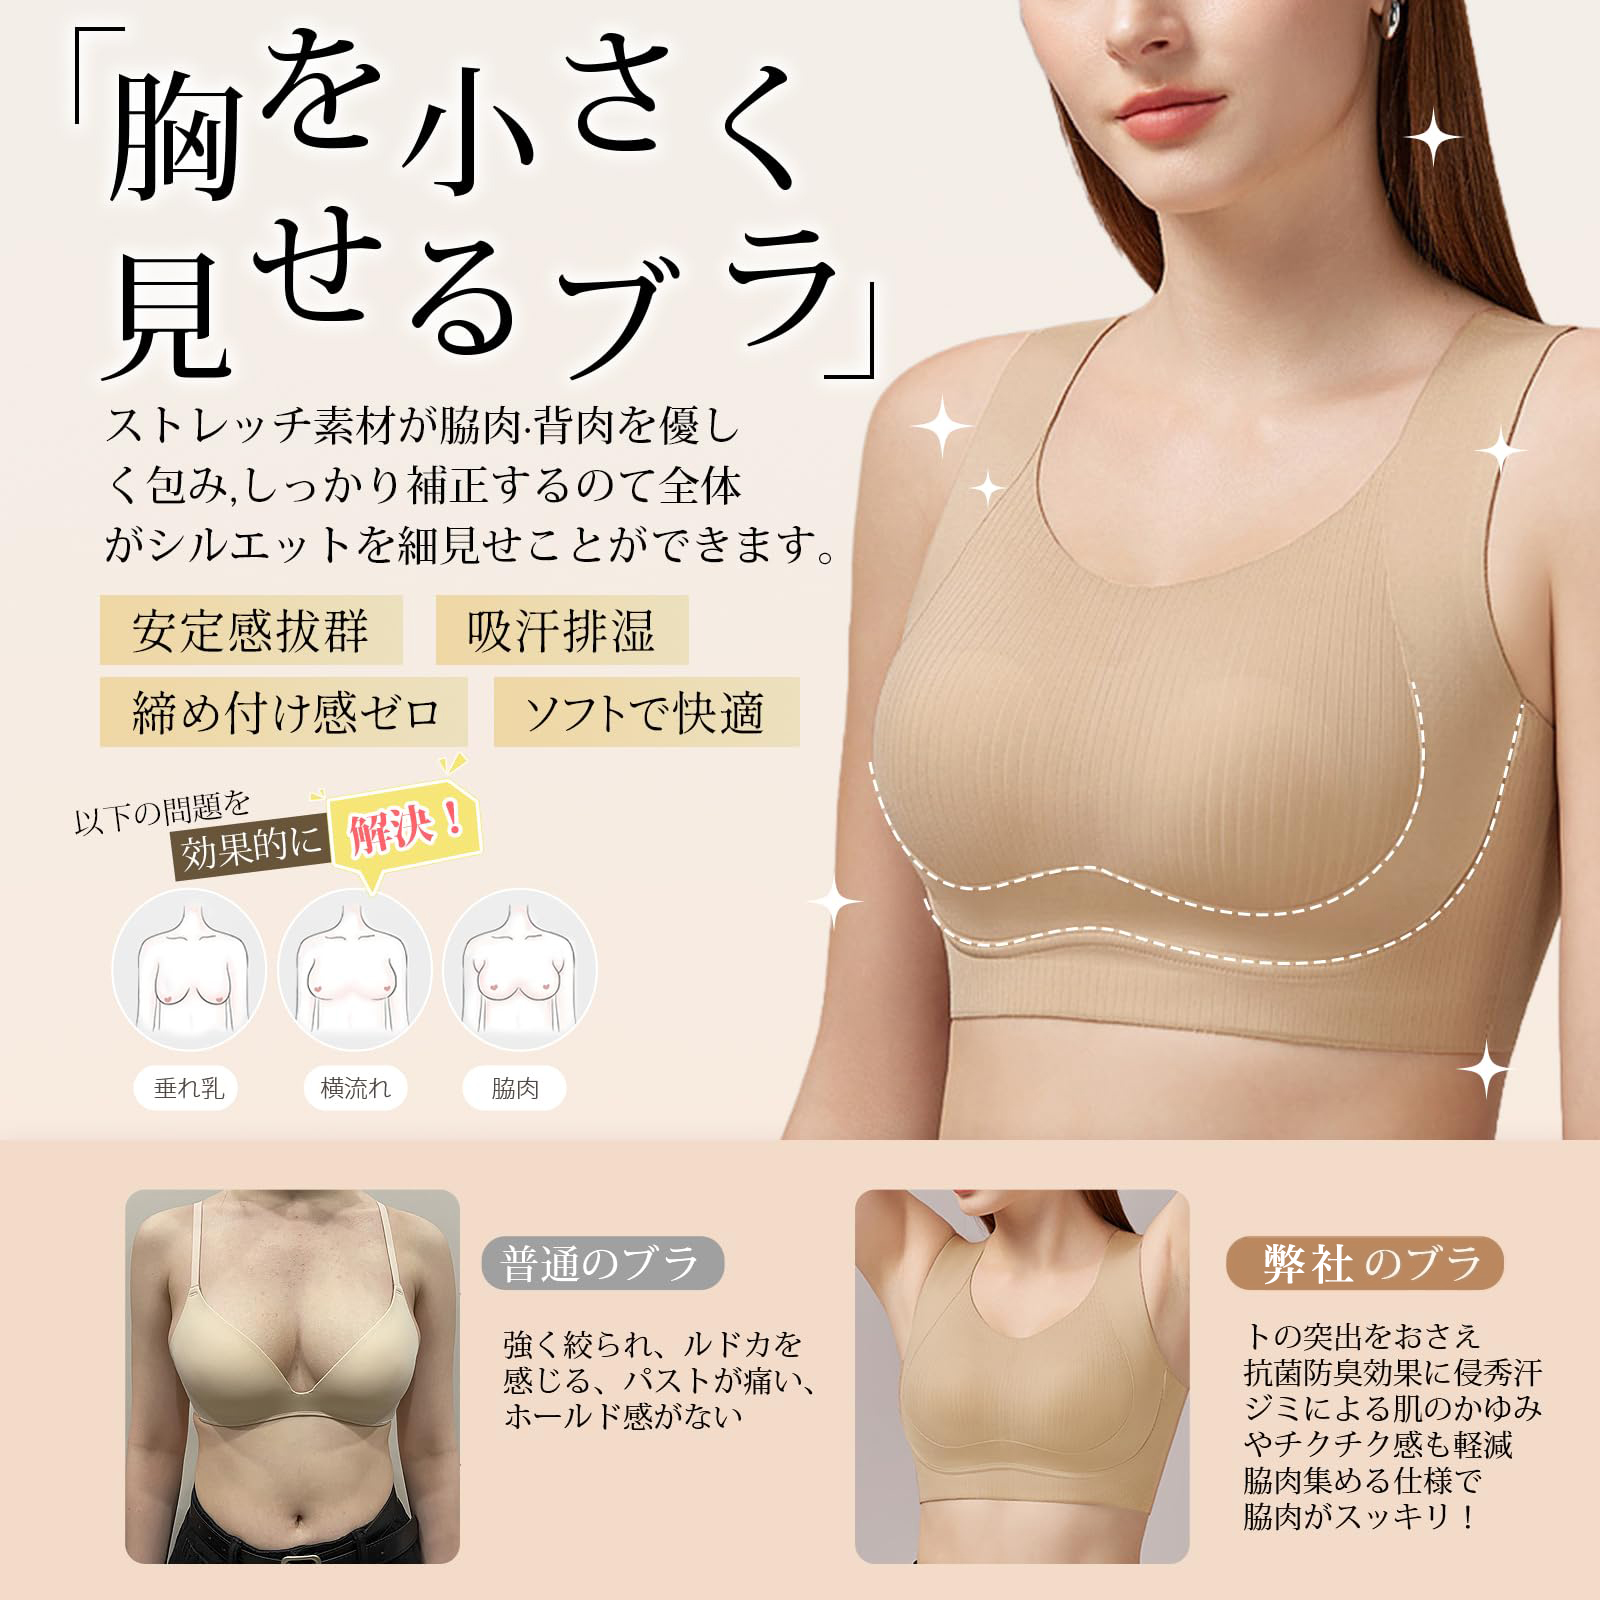 「胸を小さく
見せるブラ」
ストレッチ素材が脇肉·背肉を優し
く包み,しっかり補正するのて全体
がシルエットを細見せことができます。
安定感抜群
吸汗排湿
締め付け感ゼロ
ソフトで快適
以下の問題を
効果的に
解決！
垂れ乳
横流れ
脇肉
普通のブラ
強く絞られ、ルドカを
感じる、パストが痛い、
ホールド感がない
弊社のブラ
トの突出をおさえ
抗菌防臭効果に侵秀汗
ジミによる肌のかゆみ
やチクチク感も軽減
脇肉集める仕様で
脇肉がスッキリ！